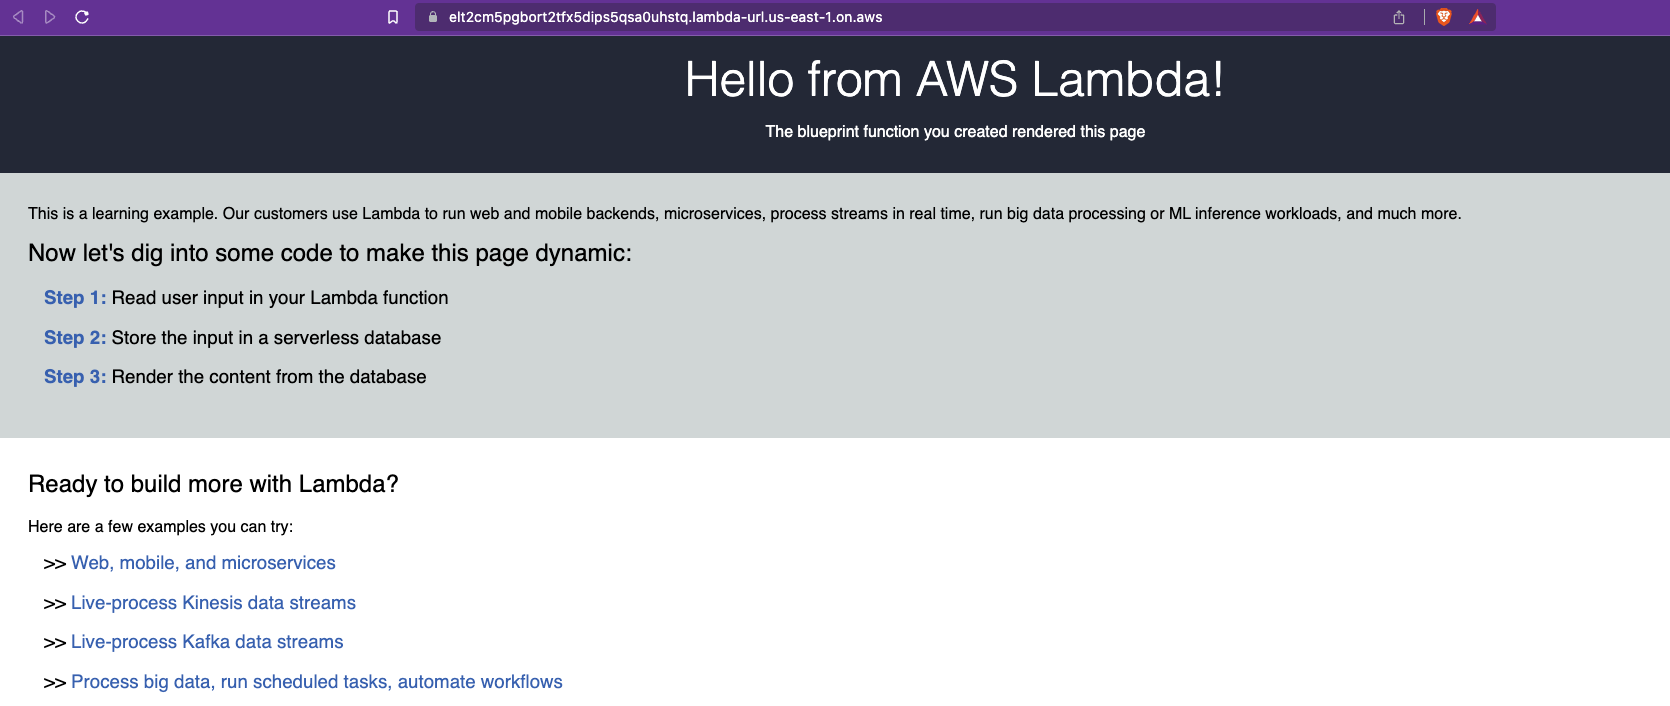 elt2cm5pgbort2tfx5dips5qsa0uhstq.lambda-url.us-east-1.on.aws
Hello from AWS Lambda!
The blueprint function you created rendered this page
This is a learning example. Our customers use Lambda to run web and mobile backends, microservices, process streams in real time, run big data processing or ML inference workloads, and much more.
Now let's dig into some code to make this page dynamic:
Step 1: Read user input in your Lambda function
Step 2: Store the input in a serverless database
Step 3: Render the content from the database
Ready to build more with Lambda?
Here are a few examples you can try:
>> Web, mobile, and microservices
>> Live-process Kinesis data streams
>> Live-process Kafka data streams
>> Process big data, run scheduled tasks, automate workflows